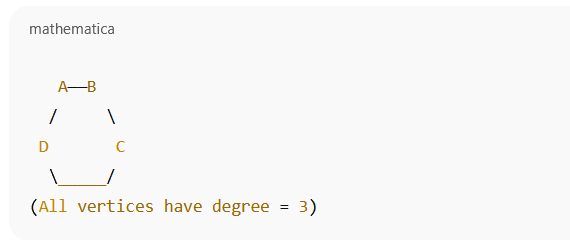 mathematica
A—B
/ \
D C
\_____/
(All vertices have degree = 3)